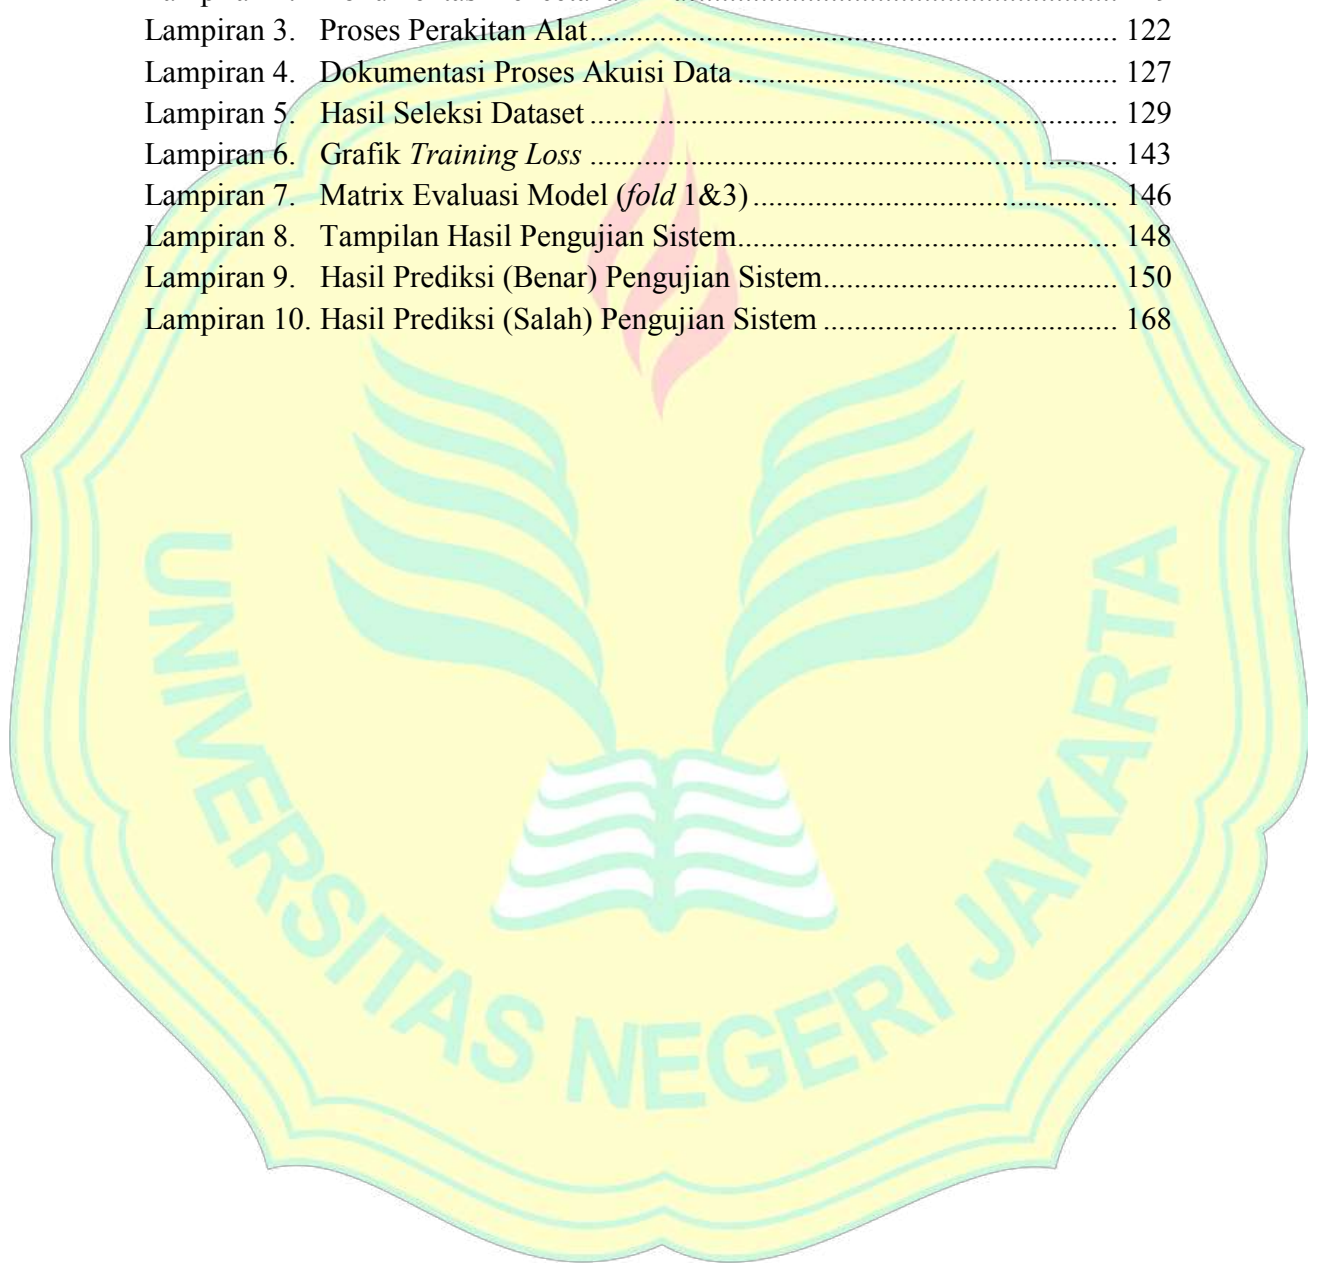 Lampiran 3. Proses Perakitan Alat ........ 122
Lampiran 4. Dokumentasi Proses Akuisi Data ........ 127
Lampiran 5. Hasil Seleksi Dataset ........ 129
Lampiran 6. Grafik Training Loss ........ 143
Lampiran 7. Matrix Evaluasi Model (fold 1&3) ........ 146
Lampiran 8. Tampilan Hasil Pengujian Sistem ........ 148
Lampiran 9. Hasil Prediksi (Benar) Pengujian Sistem ........ 150
Lampiran 10. Hasil Prediksi (Salah) Pengujian Sistem ........ 168
UNIVERSITAS NEGERI JAKARTA